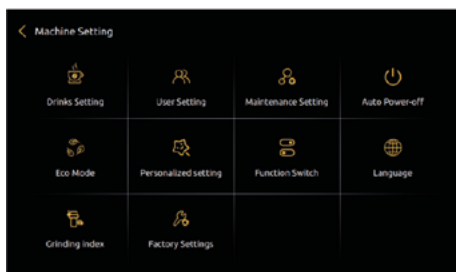 Machine Setting
Drinks Setting
User Setting
Maintenance Setting
Auto Power-off
Eco Mode
Personalized setting
Function Switch
Language
Grinding index
Factory Settings